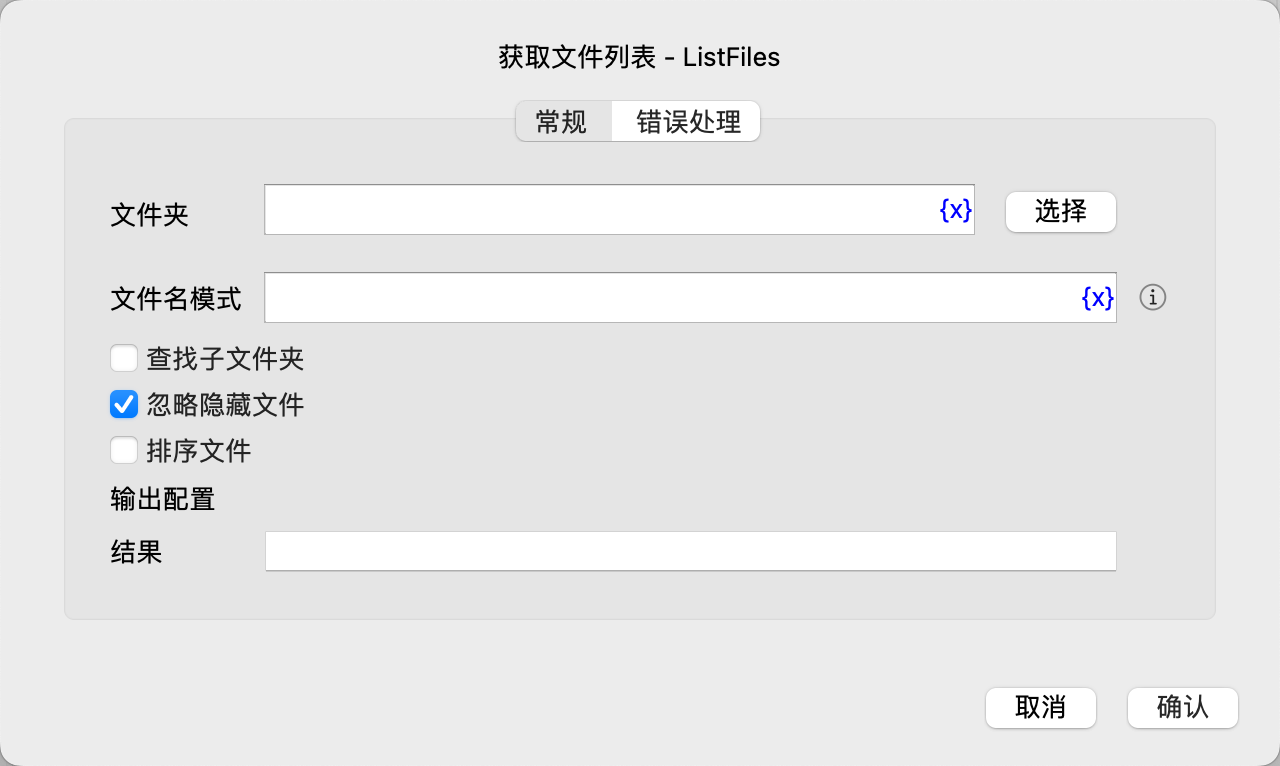 获取文件列表 - ListFiles
常规 错误处理
文件夹 {x} 选择
文件名模式 {x}
查找子文件夹
忽略隐藏文件
排序文件
输出配置
结果
取消 确认